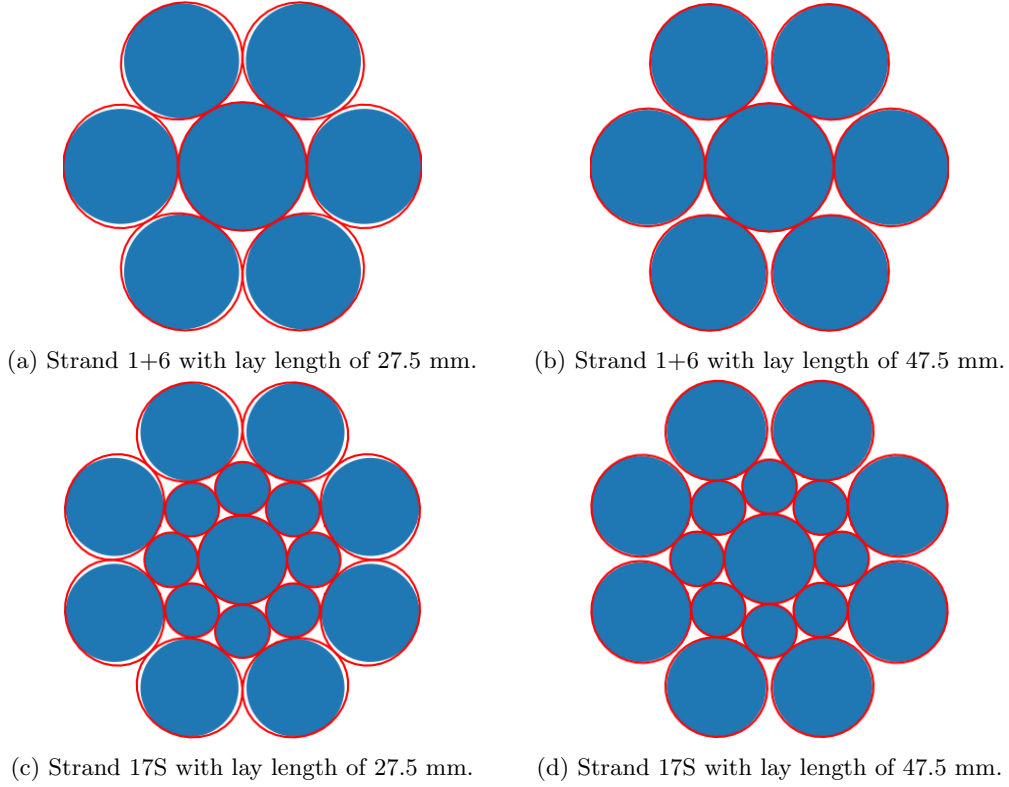 (a) Strand 1+6 with lay length of 27.5 mm.
(b) Strand 1+6 with lay length of 47.5 mm.
(c) Strand 17S with lay length of 27.5 mm.
(d) Strand 17S with lay length of 47.5 mm.